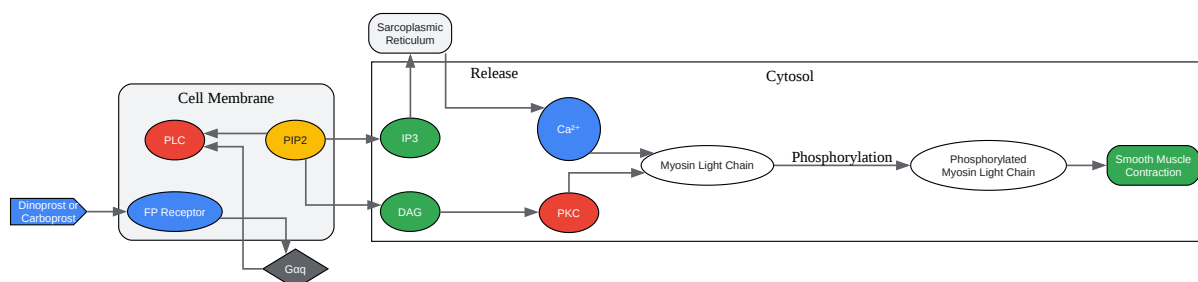 Sarcoplasmic
Reticulum
Release
Cytosol
Cell Membrane
PLC
PIP2
IP3
Ca²⁺
Myosin Light Chain
Phosphorylation
Phosphorylated
Myosin Light Chain
Smooth Muscle
Contraction
Dinoprost or
Carboprost
FP Receptor
DAG
PKC
Gαq